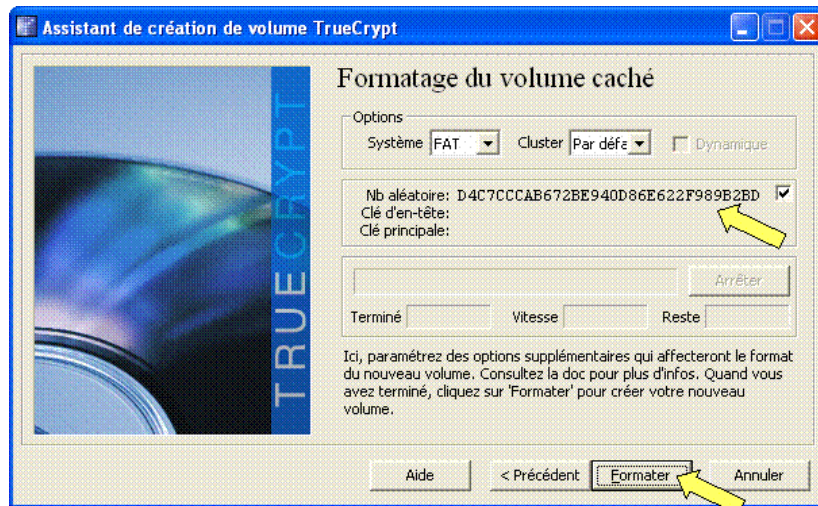 Assistant de création de volume TrueCrypt
TRUECRYPT
Formatage du volume caché
Options
Système FAT Cluster Par défa Dynamique
Nb aléatoire: D4C7CCCAB672BE940D86E622F989B2BD
Clé d'en-tête:
Clé principale:
Arrêter
Terminé Vitesse Reste
Ici, paramétrez des options supplémentaires qui affecteront le format
du nouveau volume. Consultez la doc pour plus d'infos. Quand vous
avez terminé, cliquez sur 'Formater' pour créer votre nouveau
volume.
Aide < Précédent Formater Annuler